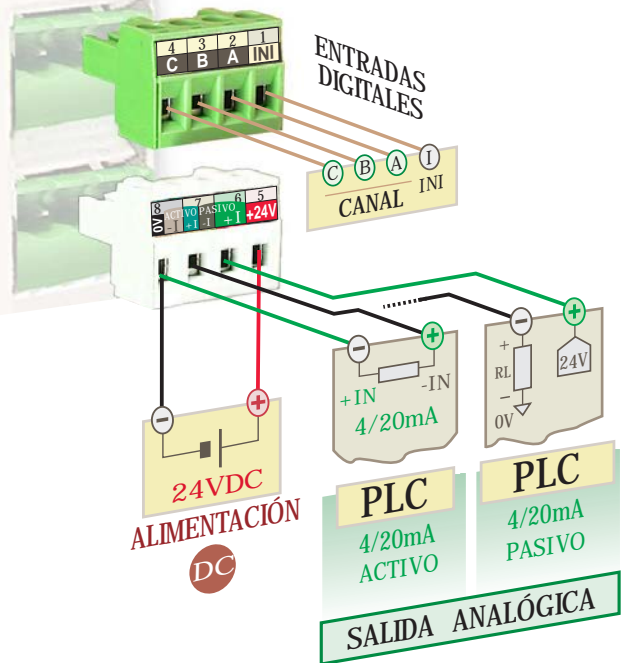 4 3 2 1
C B A INI
ENTRADAS
DIGITALES
C B A I
CANAL INI
8 7 6 5
0V ACTIVO PASIVO +24V
-I +I -I +I
- + - +
+IN -IN
4/20mA
+
RL
-
0V
24V
- +
24VDC
ALIMENTACIÓN
DC
PLC
4/20mA
ACTIVO
PLC
4/20mA
PASIVO
SALIDA ANALÓGICA